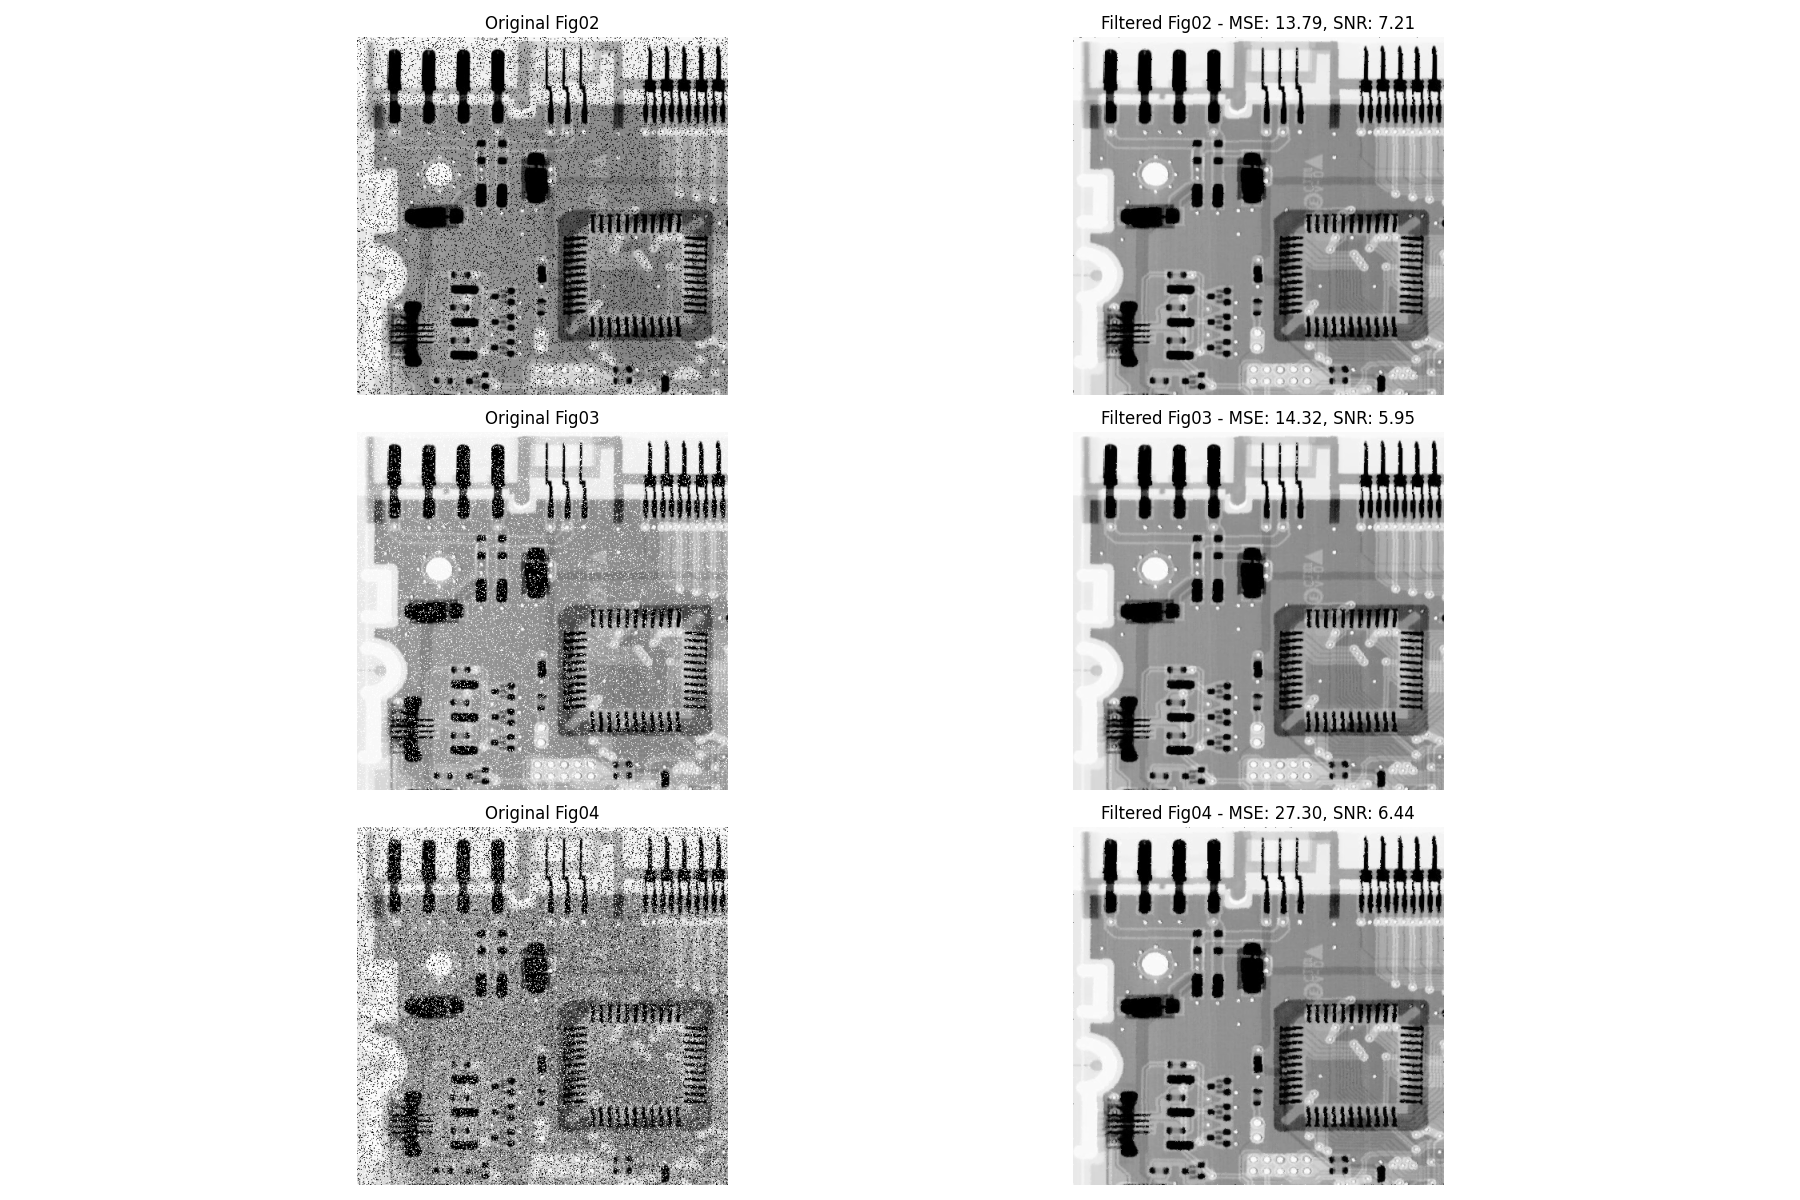 Original Fig02
Filtered Fig02 - MSE: 13.79, SNR: 7.21
Original Fig03
Filtered Fig03 - MSE: 14.32, SNR: 5.95
Original Fig04
Filtered Fig04 - MSE: 27.30, SNR: 6.44